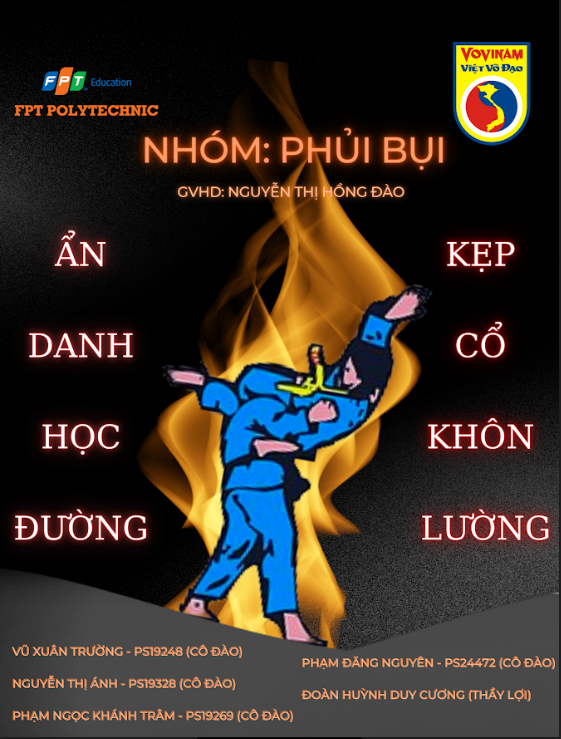 FPT Education
FPT POLYTECHNIC
VOVINAM
VIỆT VÕ ĐẠO
NHÓM: PHỦI BỤI
GVHD: NGUYỄN THỊ HỒNG ĐÀO
ẨN
DANH
HỌC
ĐƯỜNG
KẸP
CỔ
KHÔN
LƯỜNG
VŨ XUÂN TRƯỜNG - PS19248 (CÔ ĐÀO)
NGUYỄN THỊ ÁNH - PS19328 (CÔ ĐÀO)
PHẠM NGỌC KHÁNH TRÂM - PS19269 (CÔ ĐÀO)
PHẠM ĐĂNG NGUYÊN - PS24472 (CÔ ĐÀO)
ĐOÀN HUỲNH DUY CƯƠNG (THẦY LỢI)